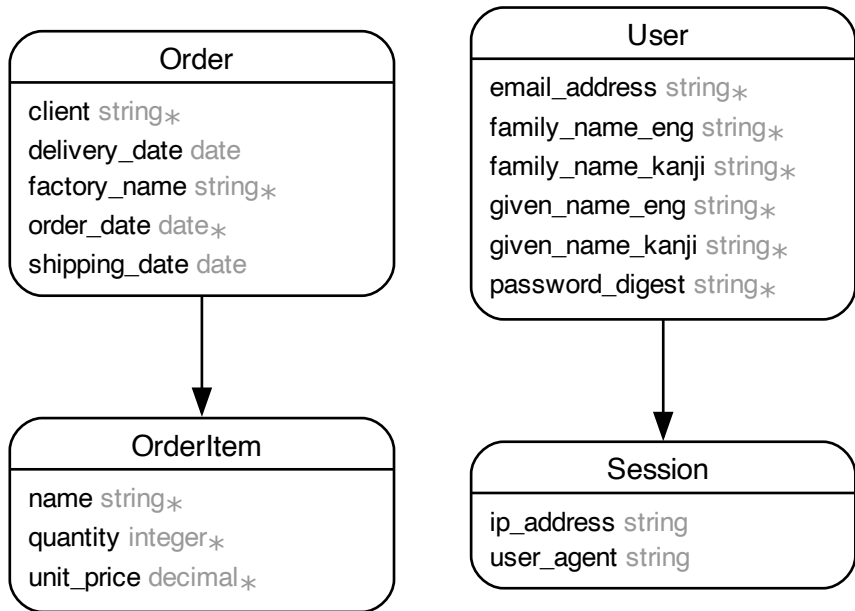 Order
client string*
delivery_date date
factory_name string*
order_date date*
shipping_date date
OrderItem
name string*
quantity integer*
unit_price decimal*
User
email_address string*
family_name_eng string*
family_name_kanji string*
given_name_eng string*
given_name_kanji string*
password_digest string*
Session
ip_address string
user_agent string